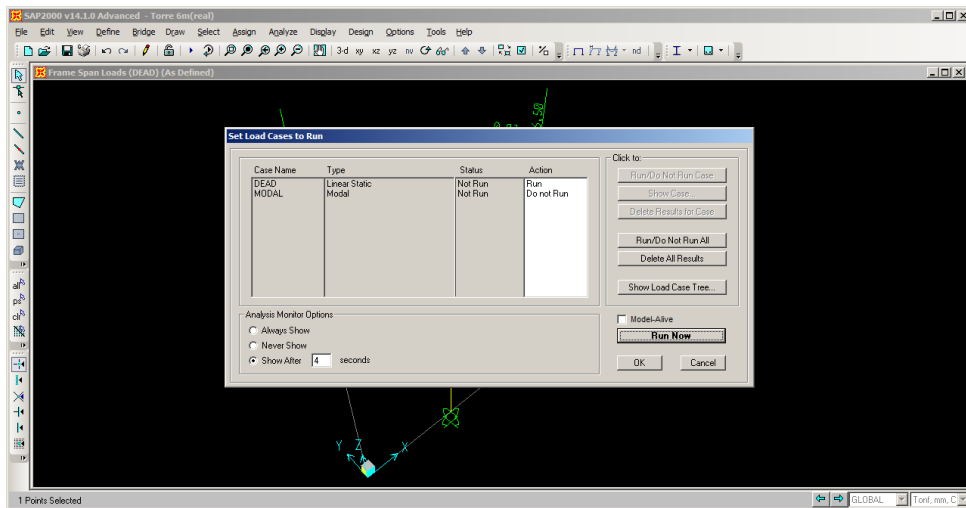 SAP2000 v14.1.0 Advanced - Torre 6m(real)
File Edit View Define Bridge Draw Select Assign Analyze Display Design Options Tools Help
3-d xy xz yz nv nd
Frame Span Loads (DEAD) (As Defined)
Set Load Cases to Run
Click to:
Case Name Type Status Action
DEAD Linear Static Not Run Run
MODAL Modal Not Run Do not Run
Run/Do Not Run Case
Show Case...
Delete Results for Case
Run/Do Not Run All
Delete All Results
Show Load Case Tree...
Analysis Monitor Options
Always Show
Never Show
Show After 4 seconds
Model-Alive
Run Now
OK Cancel
all
ps
clr
Y Z X
1 Points Selected
GLOBAL
Tonf, mm, C